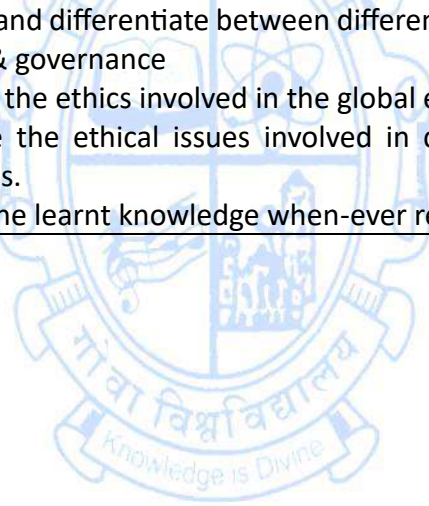 and differentiate between differen
& governance
the ethics involved in the global e
e the ethical issues involved in c
s.
he learnt knowledge when-ever re
गोंवा विश्वविद्यालय
Knowledge is Divine